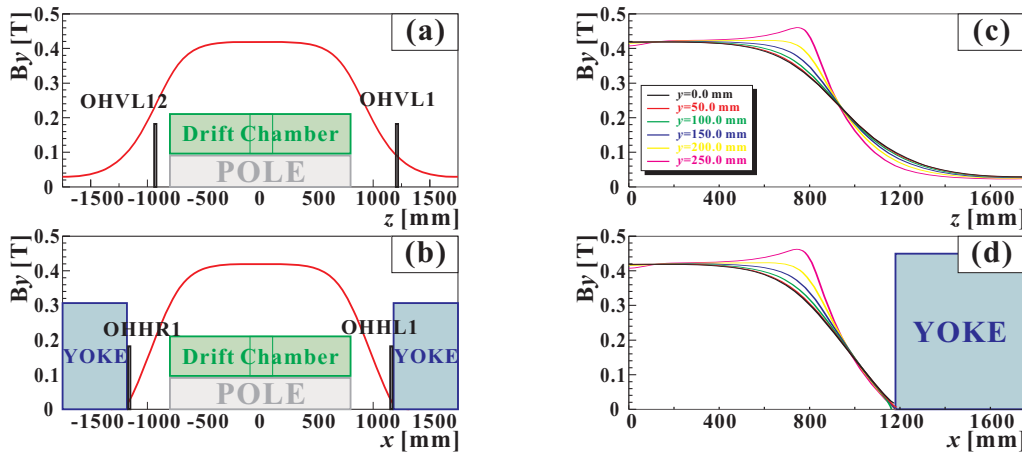 (a)
By [T]
0.5
0.4
0.3
0.2
0.1
0
OHVL12
OHVL1
Drift Chamber
POLE
-1500 -1000 -500 0 500 1000 1500
z [mm]
(c)
By [T]
0.5
0.4
0.3
0.2
0.1
0
y=0.0 mm
y=50.0 mm
y=100.0 mm
y=150.0 mm
y=200.0 mm
y=250.0 mm
0 400 800 1200 1600
z [mm]
(b)
By [T]
0.5
0.4
0.3
0.2
0.1
0
OHHR1
OHHL1
YOKE
Drift Chamber
YOKE
POLE
-1500 -1000 -500 0 500 1000 1500
x [mm]
(d)
By [T]
0.5
0.4
0.3
0.2
0.1
0
YOKE
0 400 800 1200 1600
x [mm]